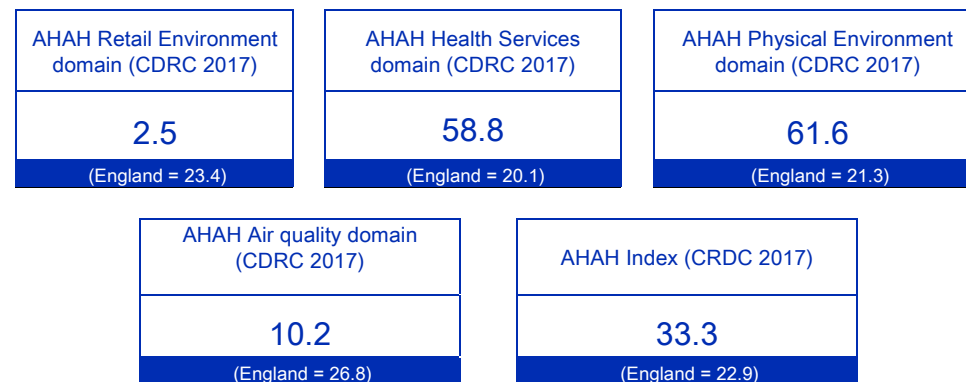 AHAH Retail Environment
domain (CDRC 2017)
2.5
(England = 23.4)
AHAH Health Services
domain (CDRC 2017)
58.8
(England = 20.1)
AHAH Physical Environment
domain (CDRC 2017)
61.6
(England = 21.3)
AHAH Air quality domain
(CDRC 2017)
10.2
(England = 26.8)
AHAH Index (CRDC 2017)
33.3
(England = 22.9)